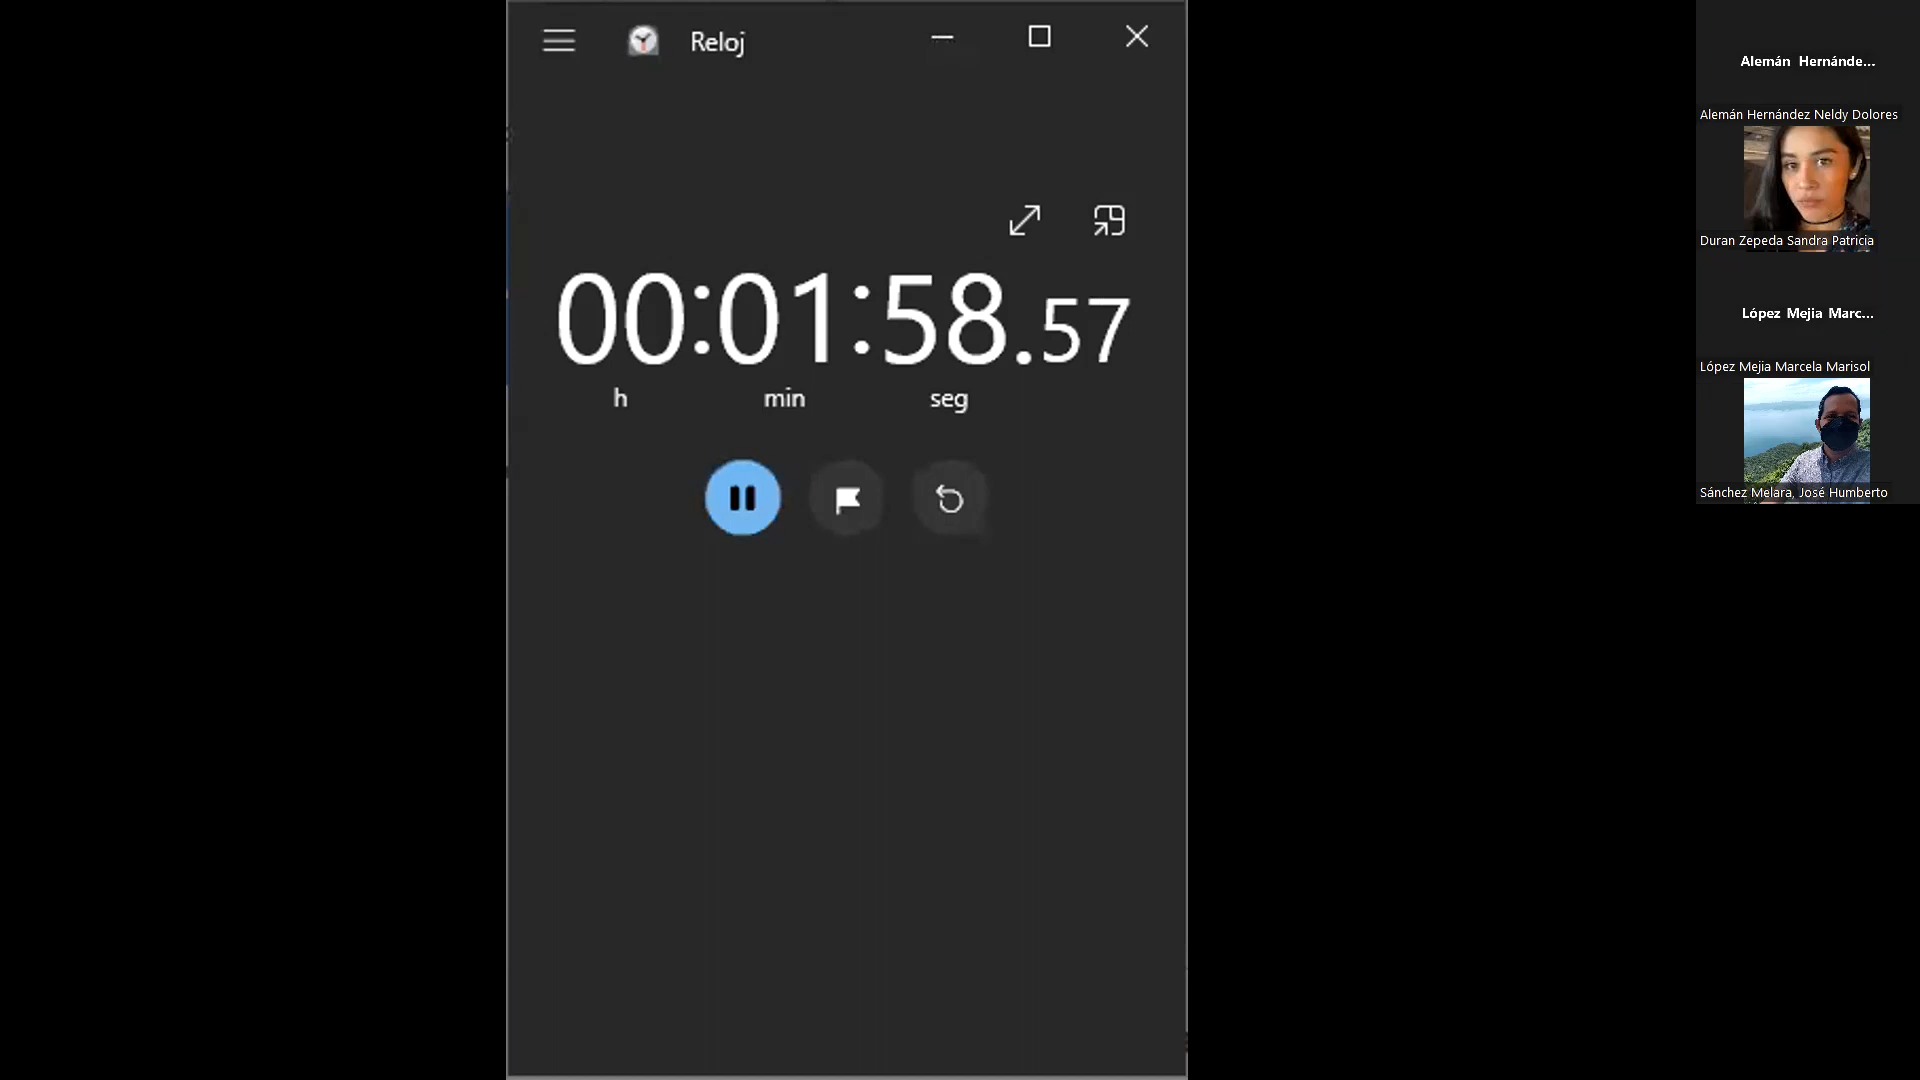 Reloj
00:01:58.57
h min seg
Alemán Hernánde...
Alemán Hernández Neldy Dolores
Duran Zepeda Sandra Patricia
López Mejia Marc...
López Mejia Marcela Marisol
Sánchez Melara, José Humberto